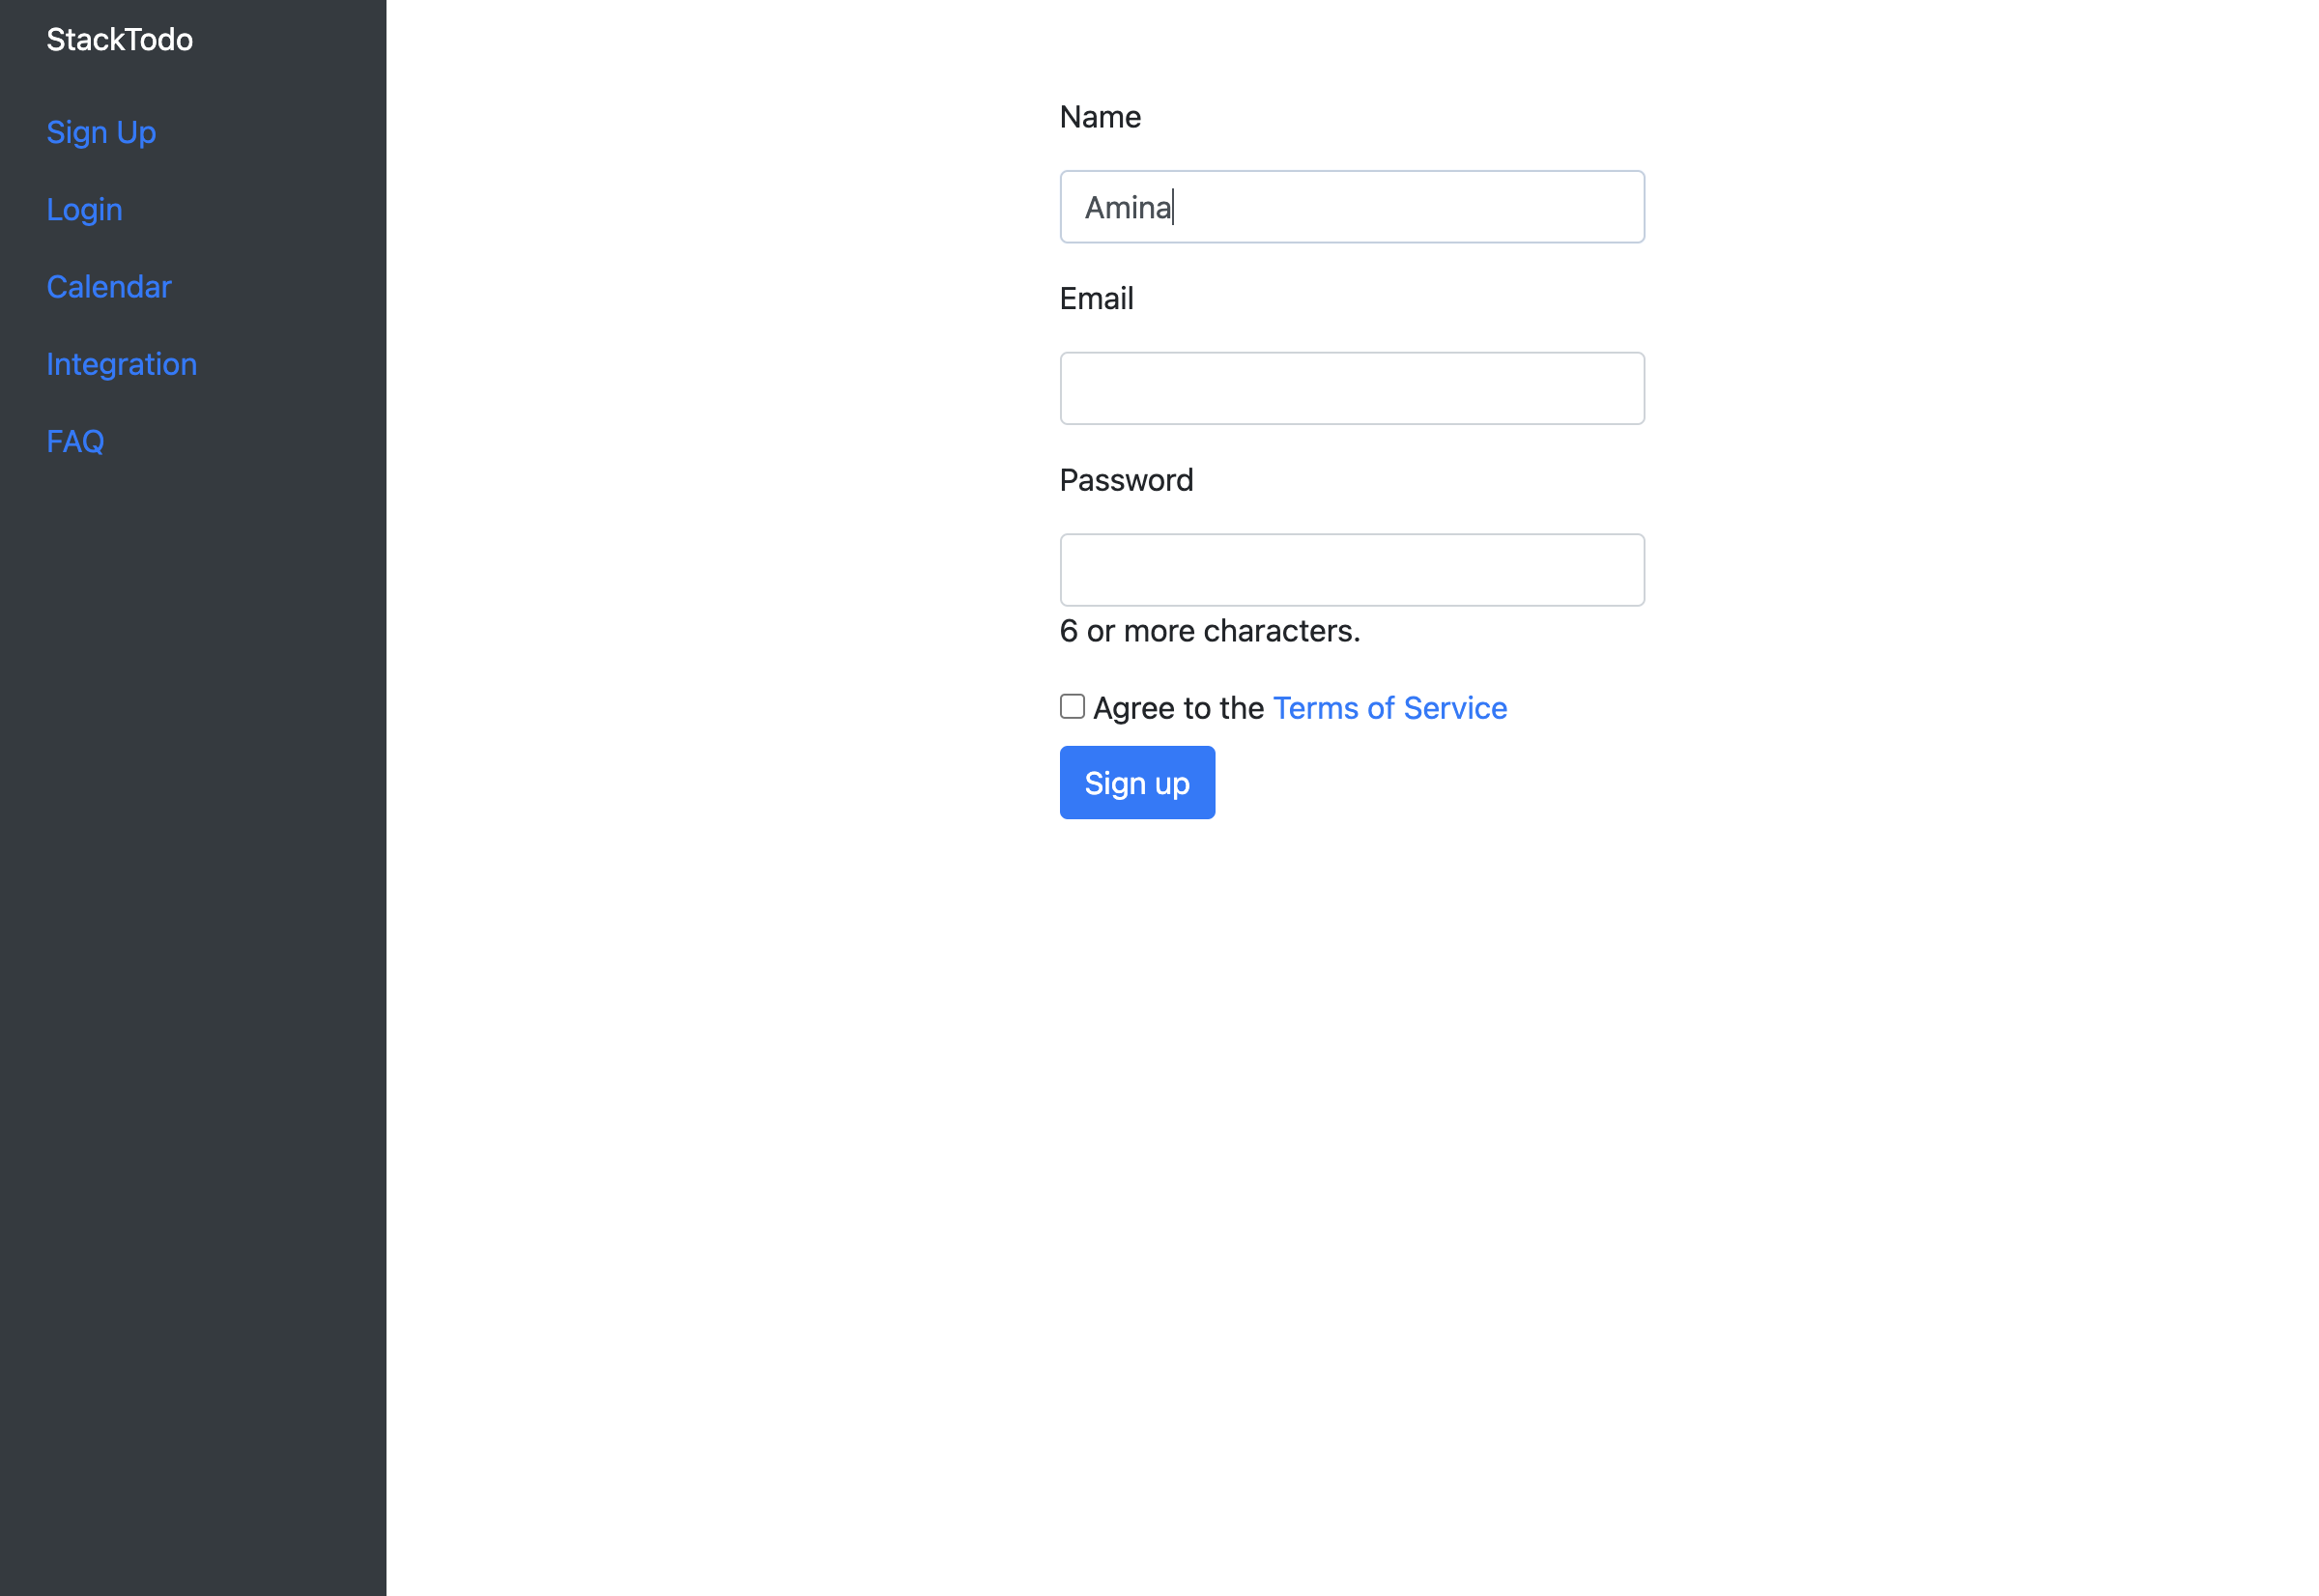 StackTodo
Sign Up
Login
Calendar
Integration
FAQ
Name
Amina
Email
Password
6 or more characters.
Agree to the Terms of Service
Sign up